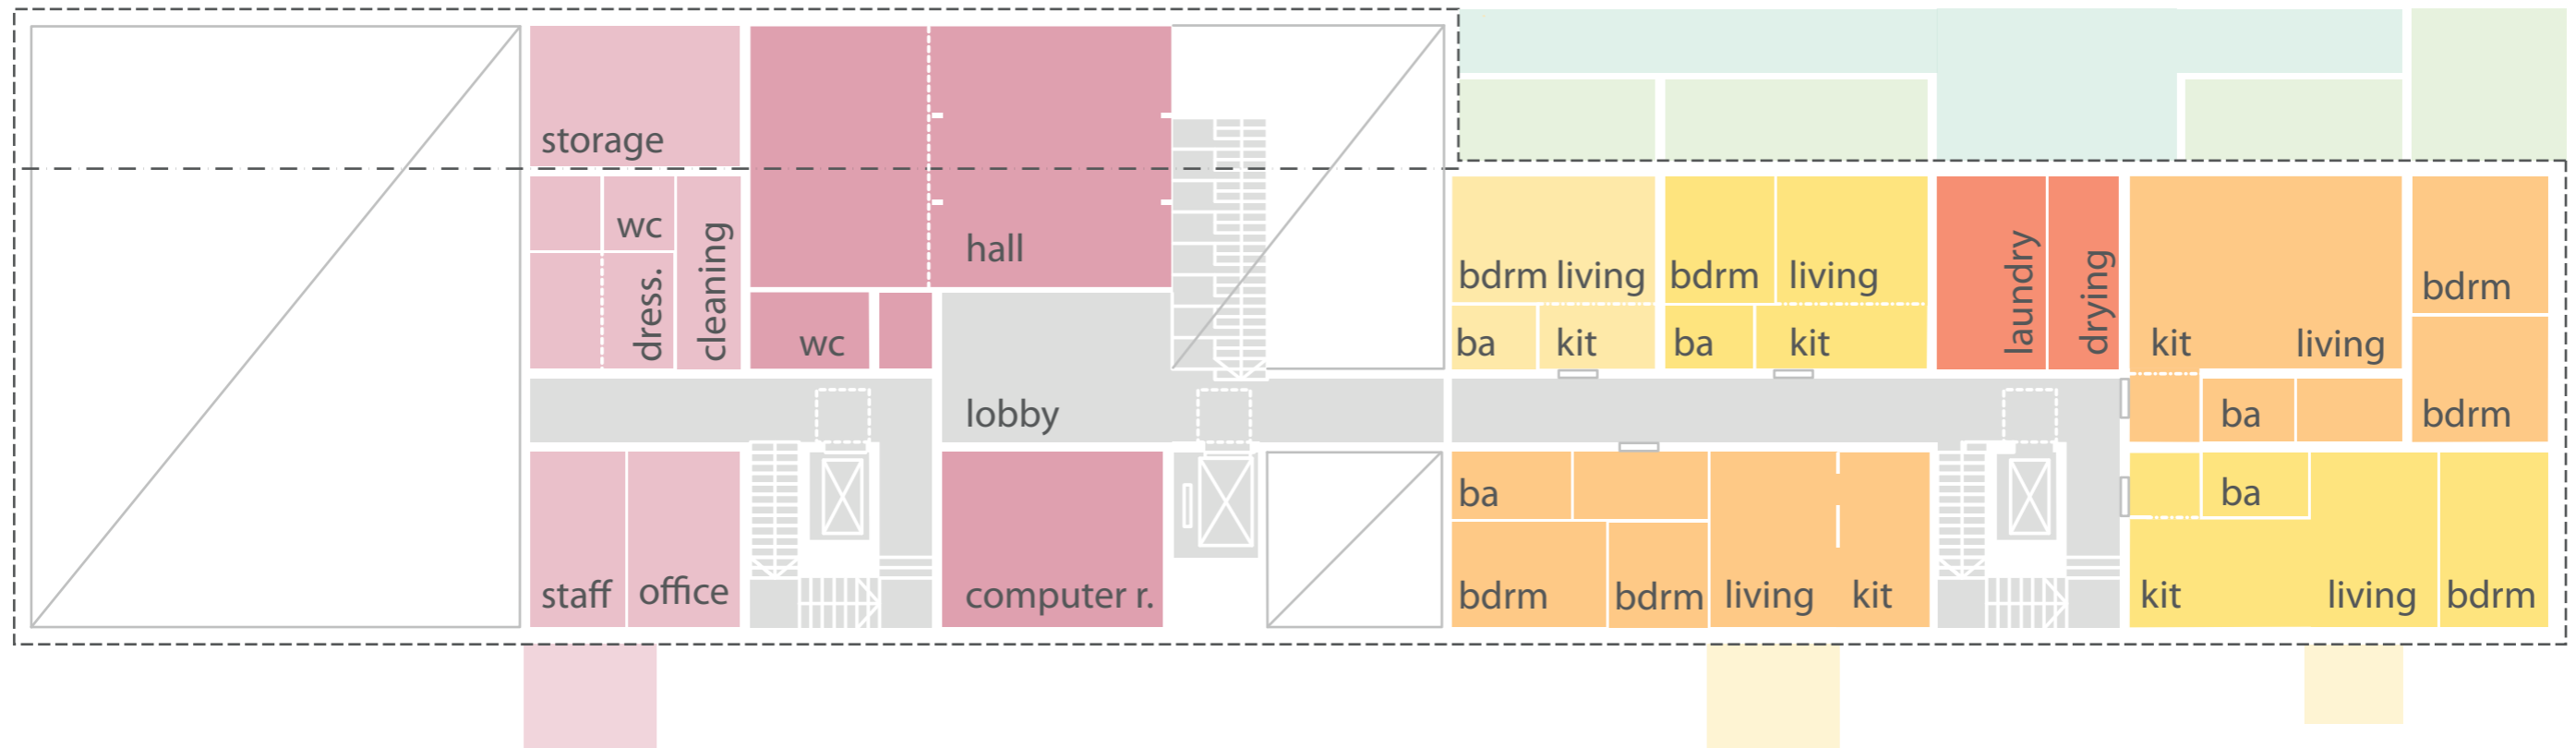 storage
wc
dress.
cleaning
hall
wc
lobby
staff
office
computer r.
bdrm living
ba
kit
bdrm
living
ba
kit
laundry
drying
kit
living
bdrm
ba
bdrm
ba
bdrm
bdrm
living
kit
ba
kit
living
bdrm